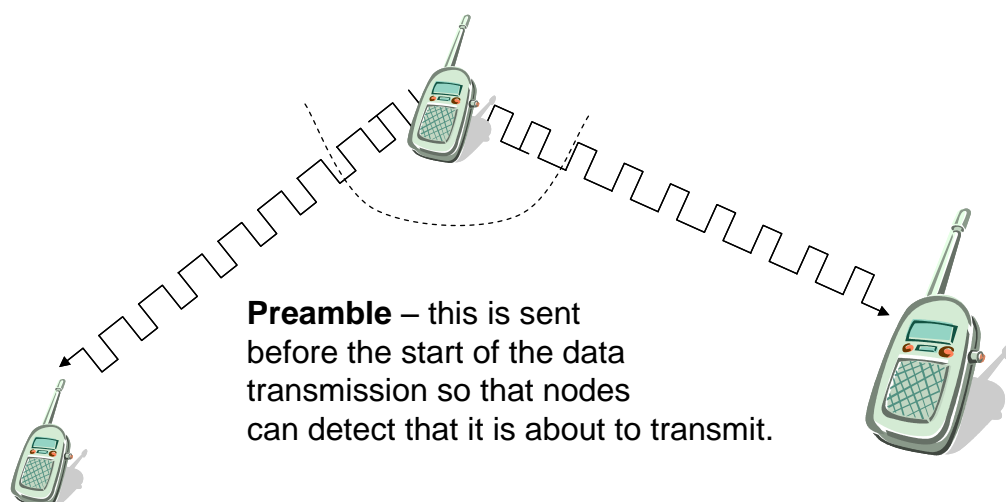 Preamble – this is sent
before the start of the data
transmission so that nodes
can detect that it is about to transmit.